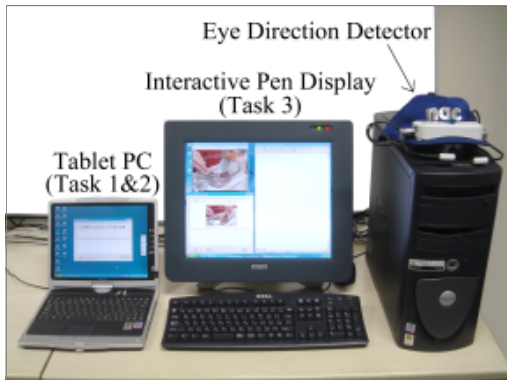 Eye Direction Detector
Interactive Pen Display
(Task 3)
Tablet PC
(Task 1&2)
nac
DELL